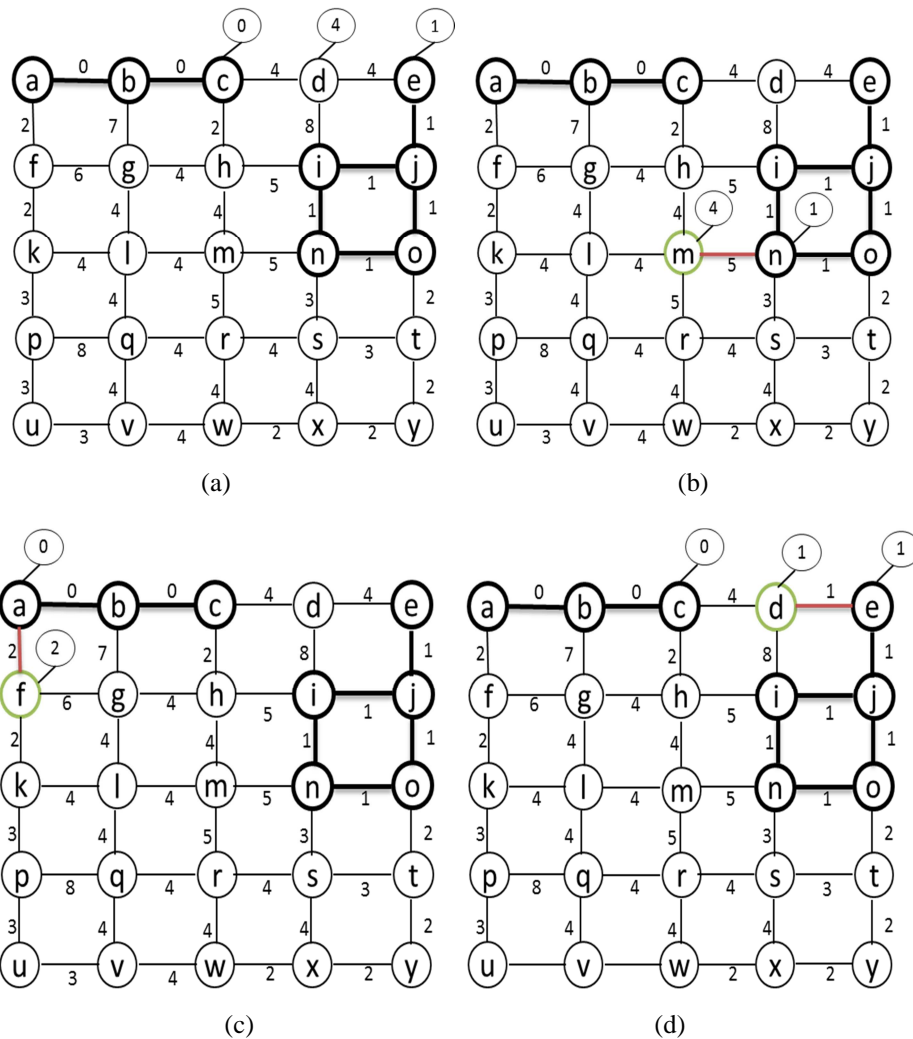 0 4 1
0 0 4 4
a b c d e
2 7 2 8 1
f g h i j
6 4 5 1
2 4 4 1 1
k l m n o
4 4 5 1
3 4 5 3 2
p q r s t
8 4 4 3
3 4 4 4 2
u v w x y
3 4 2 2
(a)
0 0 4 4
a b c d e
2 7 2 8 1
f g h i j
6 4 5 1
2 4 4 4 1 1 1
k l m n o
4 4 5 1
3 4 5 3 2
p q r s t
8 4 4 3
3 4 4 4 2
u v w x y
3 4 2 2
(b)
0
0 0 4 4
a b c d e
2 2 7 2 8 1
f g h i j
6 4 5 1
2 4 4 1 1
k l m n o
4 4 5 1
3 4 5 3 2
p q r s t
8 4 4 3
3 4 4 4 2
u v w x y
3 4 2 2
(c)
0 1 1
0 0 4 1
a b c d e
2 7 2 8 1
f g h i j
6 4 5 1
2 4 4 1 1
k l m n o
4 4 5 1
3 4 5 3 2
p q r s t
8 4 4 3
3 4 4 4 2
u v w x y
2 2
(d)